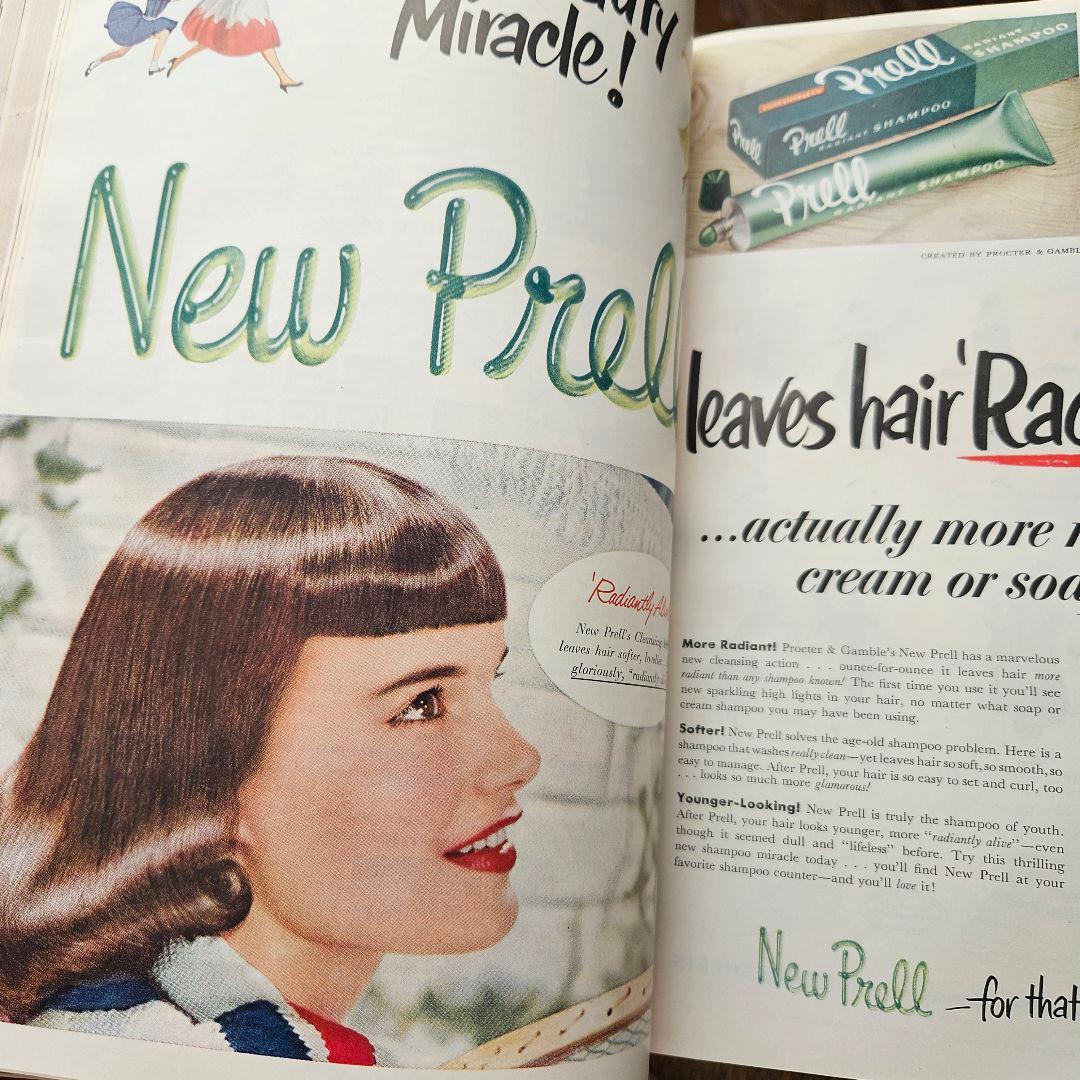 Miracle!
New Prell
'Radiantly
New Prell's Cleansing
leaves hair softer,
gloriously, "radiantly
Prell
RADIANT SHAMPOO
Prell
Prell
RADIANT SHAMPOO
Prell
RADIANT SHAMPOO
CREATED BY PROCTER & GAMBL
leaves hair 'Rad
...actually more r
cream or soa
More Radiant! Procter & Gamble's New Prell has a marvelous
new cleansing action . . . ounce-for-ounce it leaves hair more
radiant than any shampoo known! The first time you use it you'll see
new sparkling high lights in your hair, no matter what soap or
cream shampoo you may have been using.
Softer! New Prell solves the age-old shampoo problem. Here is a
shampoo that washes really clean—yet leaves hair so soft, so smooth, so
easy to manage. After Prell, your hair is so easy to set and curl, too
. . . looks so much more glamorous!
Younger-Looking! New Prell is truly the shampoo of youth.
After Prell, your hair looks younger, more "radiantly alive"—even
though it seemed dull and "lifeless" before. Try this thrilling
new shampoo miracle today . . . you'll find New Prell at your
favorite shampoo counter—and you'll love it!
New Prell —for that